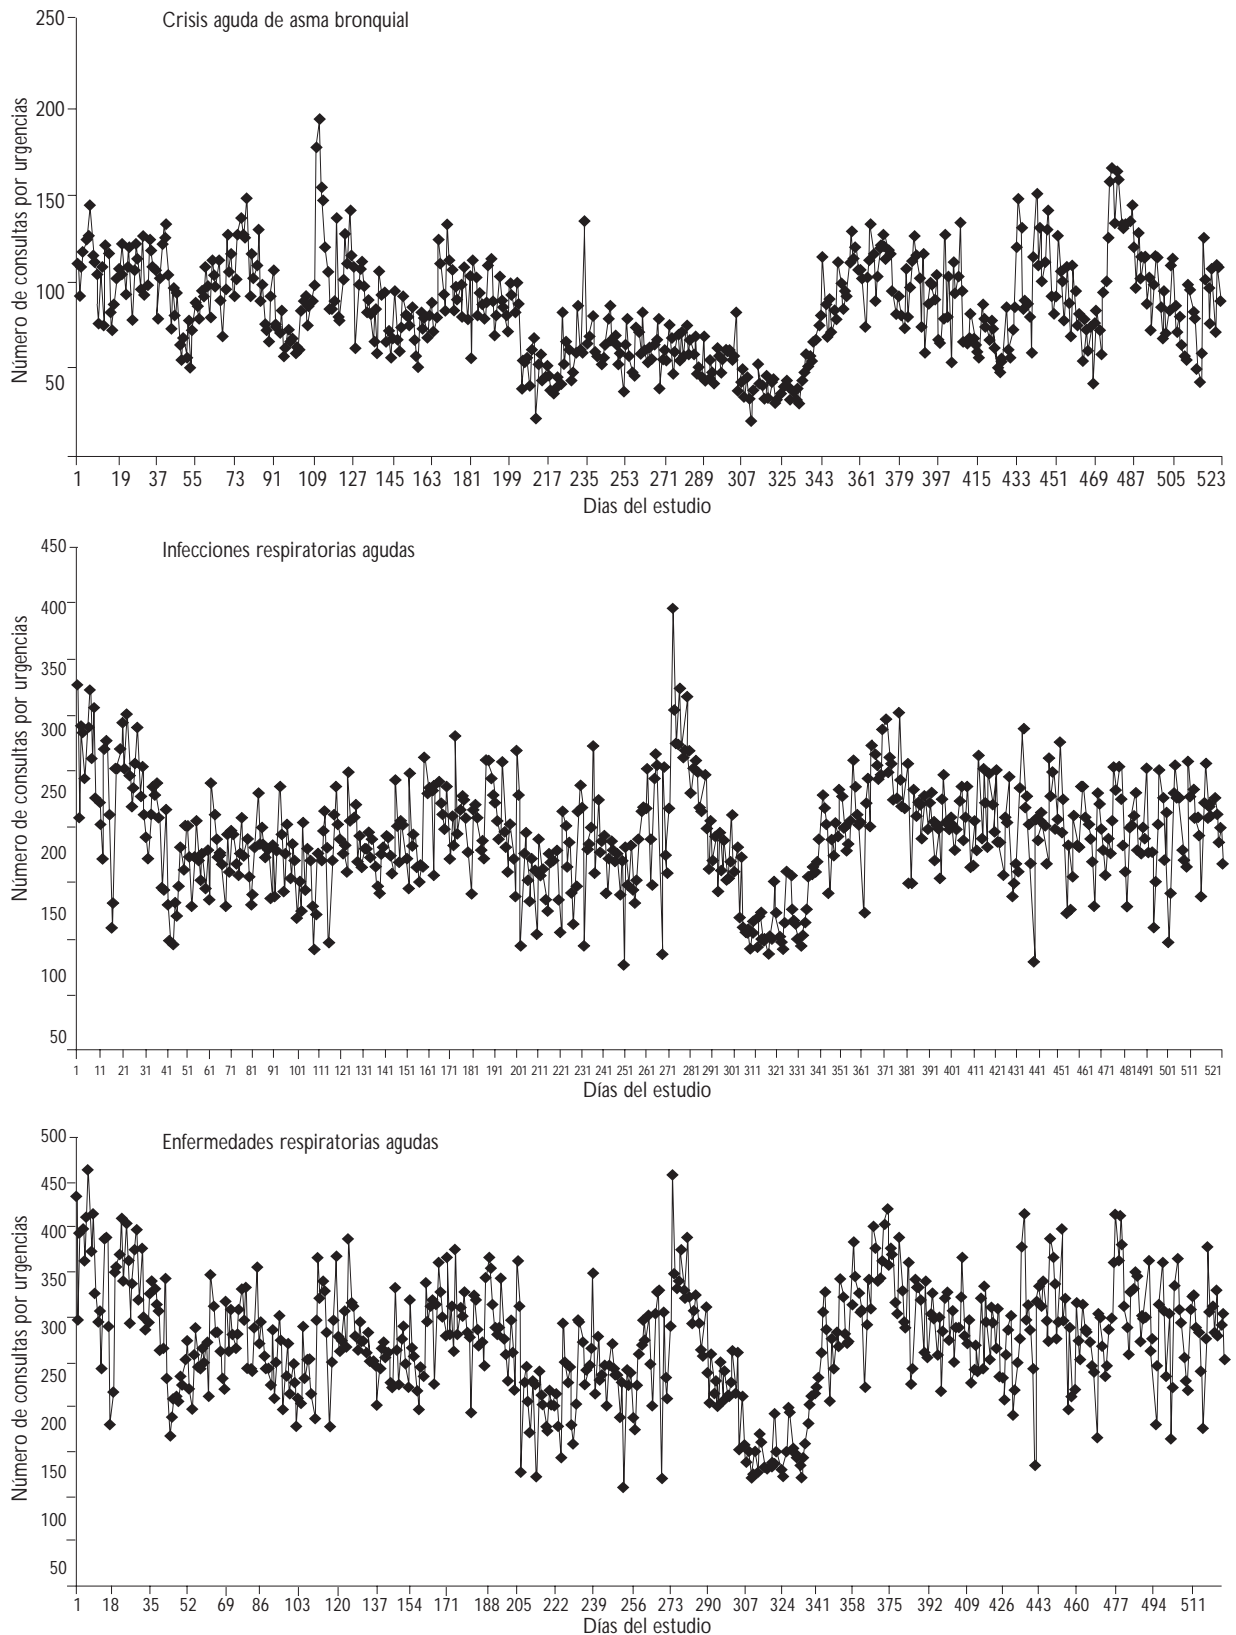 Crisis aguda de asma bronquial
Número de consultas por urgencias
250
200
150
100
50
1 19 37 55 73 91 109 127 145 163 181 199 217 235 253 271 289 307 325 343 361 379 397 415 433 451 469 487 505 523
Dias del estudio
Infecciones respiratorias agudas
Número de consultas por urgencias
450
400
350
300
250
200
150
100
50
1 11 21 31 41 51 61 71 81 91 101 111 121 131 141 151 161 171 181 191 201 211 221 231 241 251 261 271 281 291 301 311 321 331 341 351 361 371 381 391 401 411 421 431 441 451 461 471 481 491 501 511 521
Días del estudio
Enfermedades respiratorias agudas
Número de consultas por urgencias
500
450
400
350
300
250
200
150
100
50
1 18 35 52 69 86 103 120 137 154 171 188 205 222 239 256 273 290 307 324 341 358 375 392 409 426 443 460 477 494 511
Días del estudio